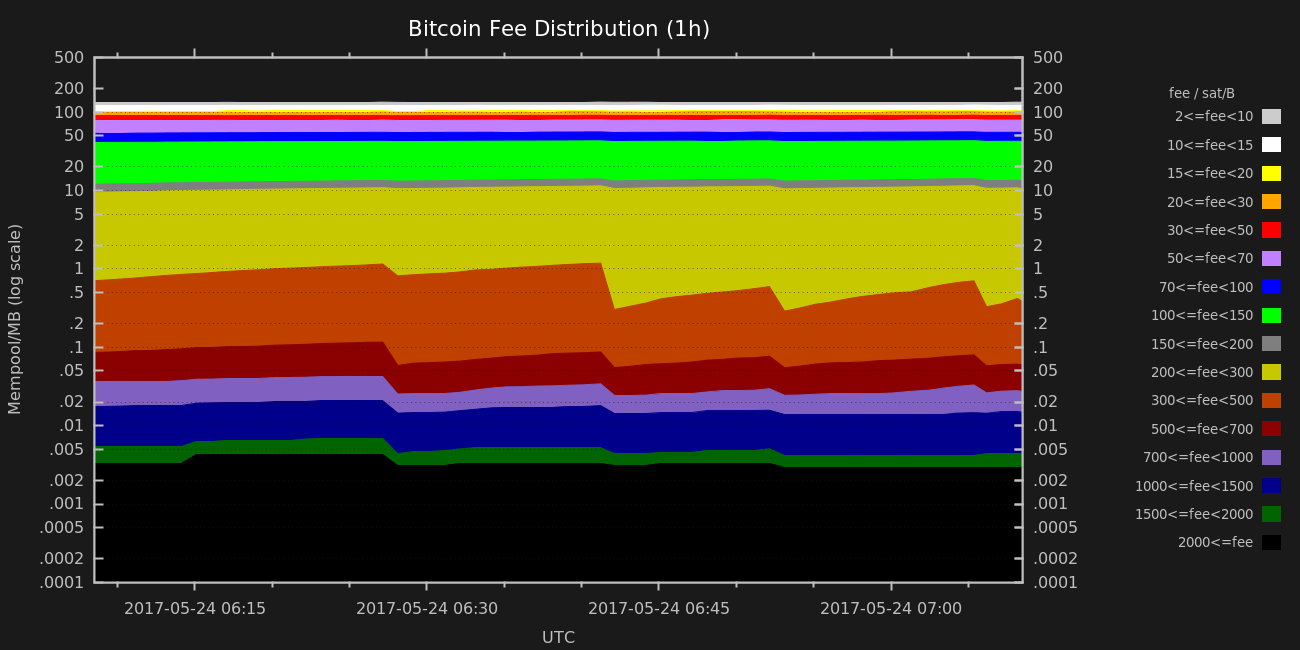 Bitcoin Fee Distribution (1h)
500 500
200 200
100 100
50 50
20 20
10 10
5 5
2 2
1 1
.5 .5
.2 .2
.1 .1
.05 .05
.02 .02
.01 .01
.005 .005
.002 .002
.001 .001
.0005 .0005
.0002 .0002
.0001 .0001
Mempool/MB (log scale)
2017-05-24 06:15 2017-05-24 06:30 2017-05-24 06:45 2017-05-24 07:00
UTC
fee / sat/B
2<=fee<10
10<=fee<15
15<=fee<20
20<=fee<30
30<=fee<50
50<=fee<70
70<=fee<100
100<=fee<150
150<=fee<200
200<=fee<300
300<=fee<500
500<=fee<700
700<=fee<1000
1000<=fee<1500
1500<=fee<2000
2000<=fee